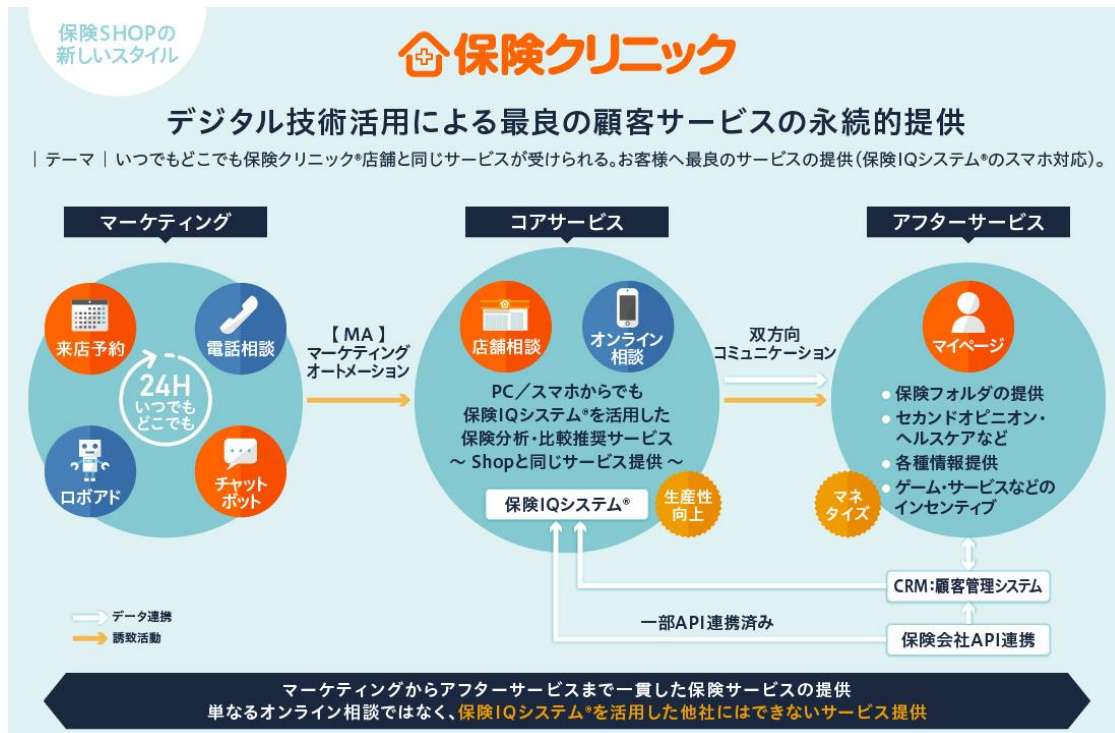 保険SHOPの
新しいスタイル
保険クリニック
デジタル技術活用による最良の顧客サービスの永続的提供
｜テーマ｜いつでもどこでも保険クリニック®店舗と同じサービスが受けられる。お客様へ最良のサービスの提供（保険IQシステム®のスマホ対応）。
マーケティング
来店予約
電話相談
24H
いつでも
どこでも
ロボアド
チャット
ボット
【MA】
マーケティング
オートメーション
コアサービス
店舗相談
オンライン
相談
PC／スマホからでも
保険IQシステム®を活用した
保険分析・比較推奨サービス
～ Shopと同じサービス提供 ～
保険IQシステム®
生産性
向上
双方向
コミュニケーション
アフターサービス
マイページ
● 保険フォルダの提供
● セカンドオピニオン・
ヘルスケアなど
● 各種情報提供
● ゲーム・サービスなどの
インセンティブ
マネ
タイズ
CRM：顧客管理システム
一部API連携済み
保険会社API連携
データ連携
誘致活動
マーケティングからアフターサービスまで一貫した保険サービスの提供
単なるオンライン相談ではなく、保険IQシステム®を活用した他社にはできないサービス提供